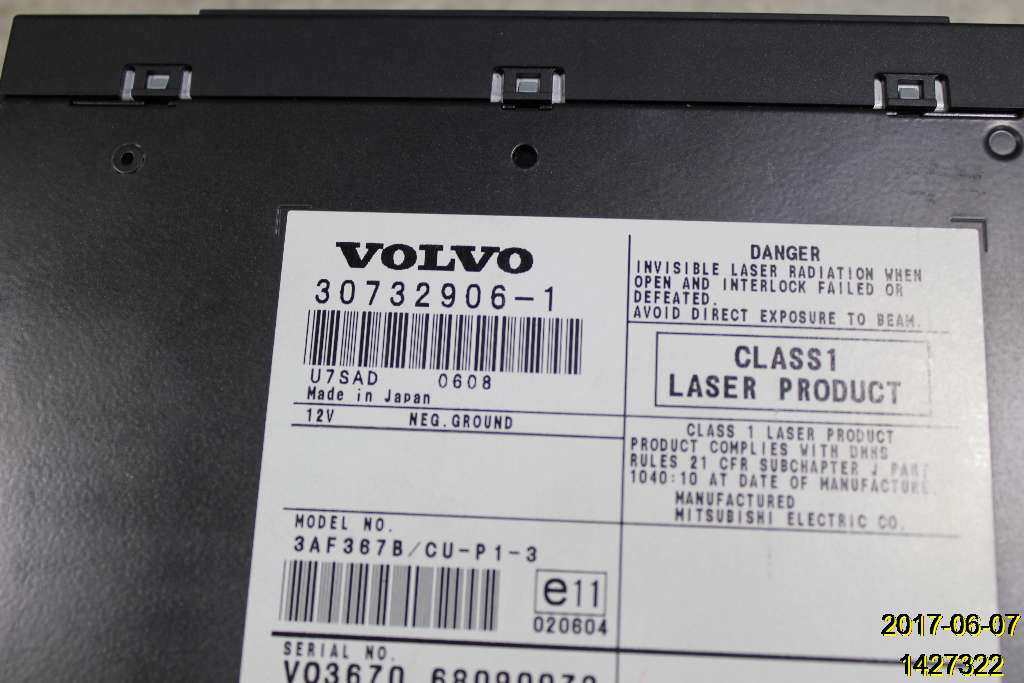 VOLVO
30732906-1
U7SAD 0608
Made in Japan
12V NEG.GROUND
MODEL NO.
3AF367B/CU-P1-3
e11
020604
SERIAL NO.
VO3670
DANGER
INVISIBLE LASER RADIATION WHEN
OPEN AND INTERLOCK FAILED OR
DEFEATED.
AVOID DIRECT EXPOSURE TO BEAM.
CLASS1
LASER PRODUCT
CLASS 1 LASER PRODUCT
PRODUCT COMPLIES WITH DHHS
RULES 21 CFR SUBCHAPTER J PART
1040:10 AT DATE OF MANUFACTURE.
MANUFACTURED
MITSUBISHI ELECTRIC CO.
2017-06-07
1427322